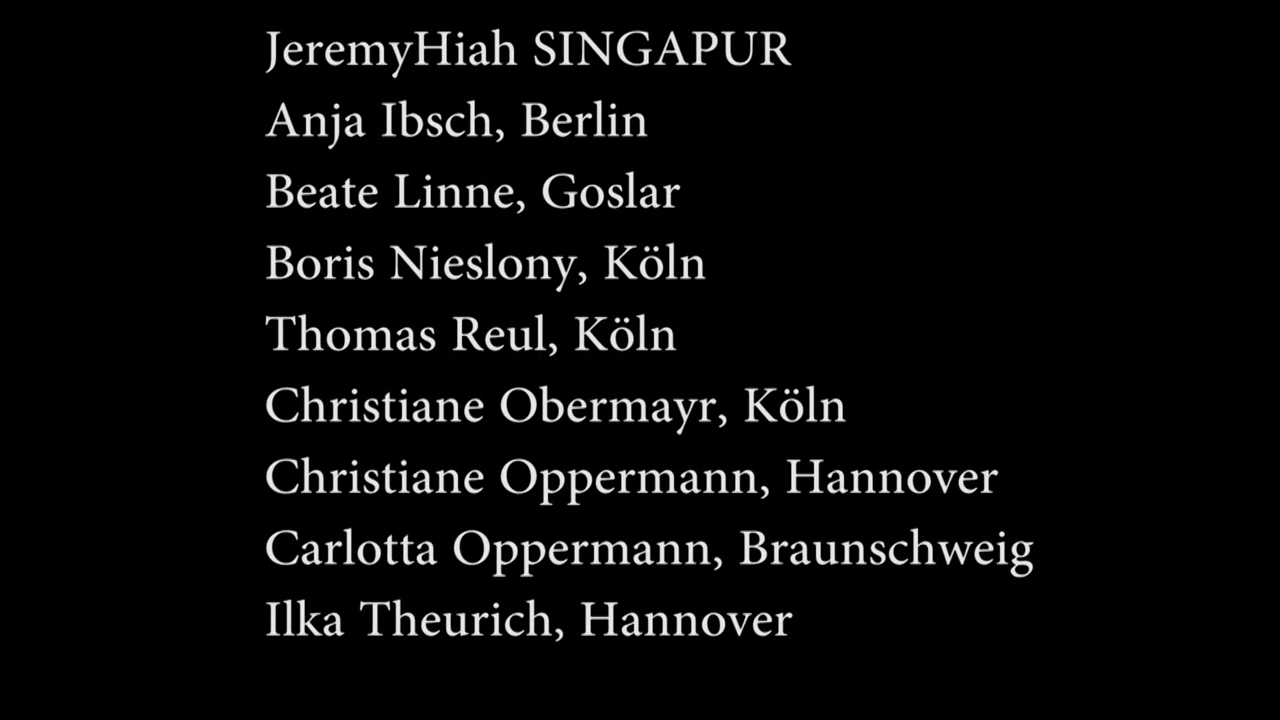 JeremyHiah SINGAPUR
Anja Ibsch, Berlin
Beate Linne, Goslar
Boris Nieslony, Köln
Thomas Reul, Köln
Christiane Obermayr, Köln
Christiane Oppermann, Hannover
Carlotta Oppermann, Braunschweig
Ilka Theurich, Hannover